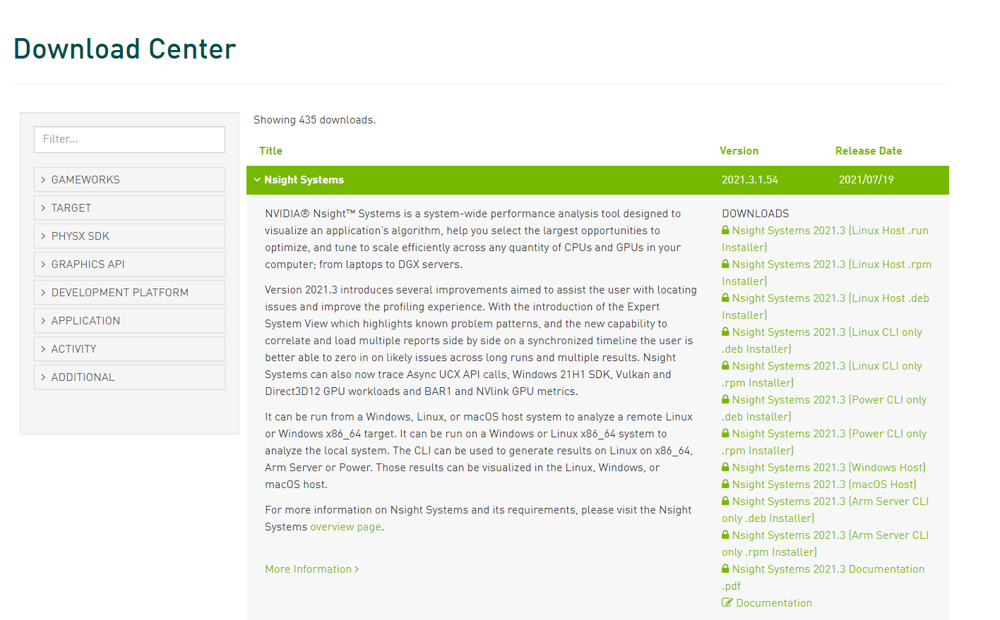 Download Center
Filter...
GAMEWORKS
TARGET
PHYSX SDK
GRAPHICS API
DEVELOPMENT PLATFORM
APPLICATION
ACTIVITY
ADDITIONAL
Showing 435 downloads.
Title Version Release Date
Nsight Systems 2021.3.1.54 2021/07/19
NVIDIA® Nsight™ Systems is a system-wide performance analysis tool designed to
visualize an application's algorithm, help you select the largest opportunities to
optimize, and tune to scale efficiently across any quantity of CPUs and GPUs in your
computer; from laptops to DGX servers.
Version 2021.3 introduces several improvements aimed to assist the user with locating
issues and improve the profiling experience. With the introduction of the Expert
System View which highlights known problem patterns, and the new capability to
correlate and load multiple reports side by side on a synchronized timeline the user is
better able to zero in on likely issues across long runs and multiple results. Nsight
Systems can also now trace Async UCX API calls, Windows 21H1 SDK, Vulkan and
Direct3D12 GPU workloads and BAR1 and NVlink GPU metrics.
It can be run from a Windows, Linux, or macOS host system to analyze a remote Linux
or Windows x86_64 target. It can be run on a Windows or Linux x86_64 system to
analyze the local system. The CLI can be used to generate results on Linux on x86_64,
Arm Server or Power. Those results can be visualized in the Linux, Windows, or
macOS host.
For more information on Nsight Systems and its requirements, please visit the Nsight
Systems overview page.
More Information
DOWNLOADS
Nsight Systems 2021.3 (Linux Host .run
Installer)
Nsight Systems 2021.3 (Linux Host .rpm
Installer)
Nsight Systems 2021.3 (Linux Host .deb
Installer)
Nsight Systems 2021.3 (Linux CLI only
.deb Installer)
Nsight Systems 2021.3 (Linux CLI only
.rpm Installer)
Nsight Systems 2021.3 (Power CLI only
.deb Installer)
Nsight Systems 2021.3 (Power CLI only
.rpm Installer)
Nsight Systems 2021.3 (Windows Host)
Nsight Systems 2021.3 (macOS Host)
Nsight Systems 2021.3 (Arm Server CLI
only .deb Installer)
Nsight Systems 2021.3 (Arm Server CLI
only .rpm Installer)
Nsight Systems 2021.3 Documentation
.pdf
Documentation